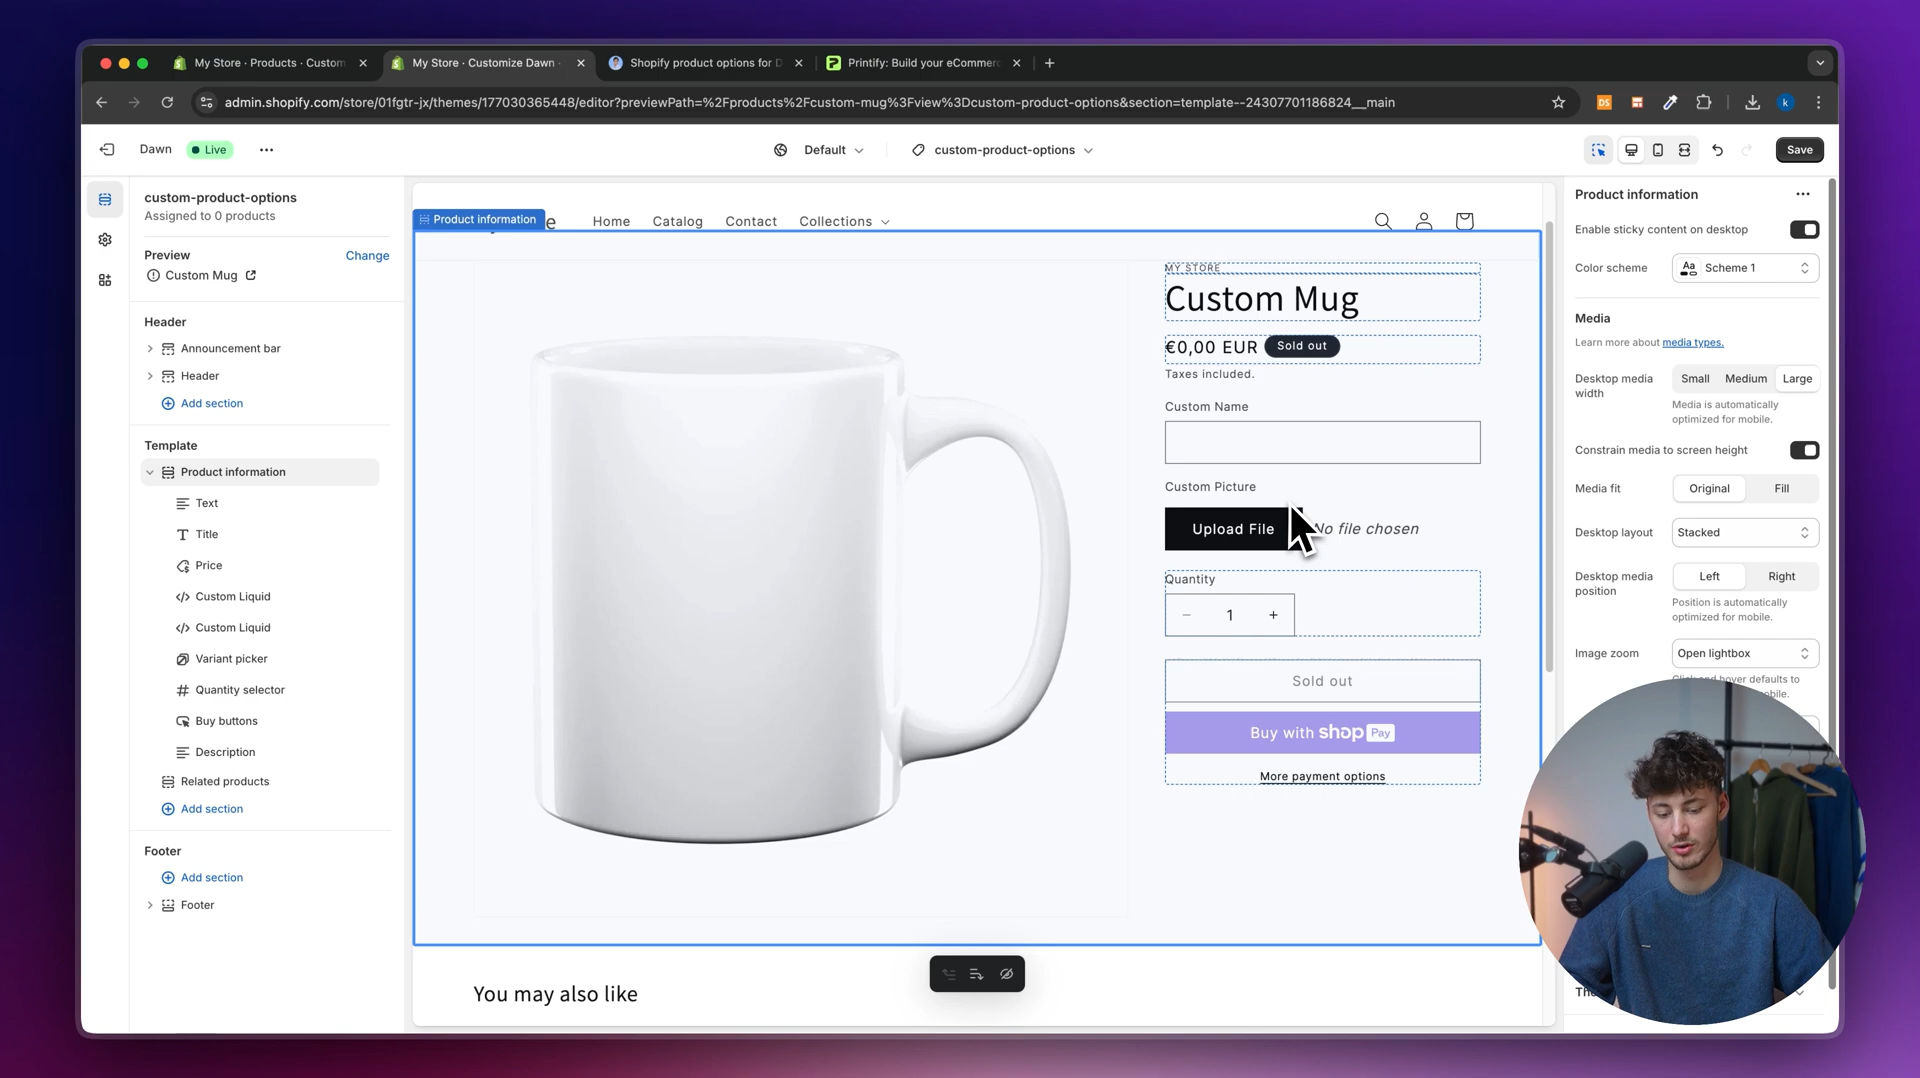 My Store · Products · Custom
My Store · Customize Dawn ·
Shopify product options for D
Printify: Build your eCommerc
admin.shopify.com/store/01fgtr-jx/themes/177030365448/editor?previewPath=%2Fproducts%2Fcustom-mug%3Fview%3Dcustom-product-options&section=template--24307701186824__main
DS
k
Dawn
Live
Default
custom-product-options
Save
custom-product-options
Assigned to 0 products
Preview
Change
Custom Mug
Header
Announcement bar
Header
Add section
Template
Product information
Text
Title
Price
Custom Liquid
Custom Liquid
Variant picker
Quantity selector
Buy buttons
Description
Related products
Add section
Footer
Add section
Footer
Product information
Home
Catalog
Contact
Collections
MY STORE
Custom Mug
€0,00 EUR
Sold out
Taxes included.
Custom Name
Custom Picture
Upload File
No file chosen
Quantity
− 1 +
Sold out
Buy with shop Pay
More payment options
You may also like
Product information
Enable sticky content on desktop
Color scheme
Aa
Scheme 1
Media
Learn more about media types.
Desktop media
width
Small
Medium
Large
Media is automatically
optimized for mobile.
Constrain media to screen height
Media fit
Original
Fill
Desktop layout
Stacked
Desktop media
position
Left
Right
Position is automatically
optimized for mobile.
Image zoom
Open lightbox
Click and hover defaults to